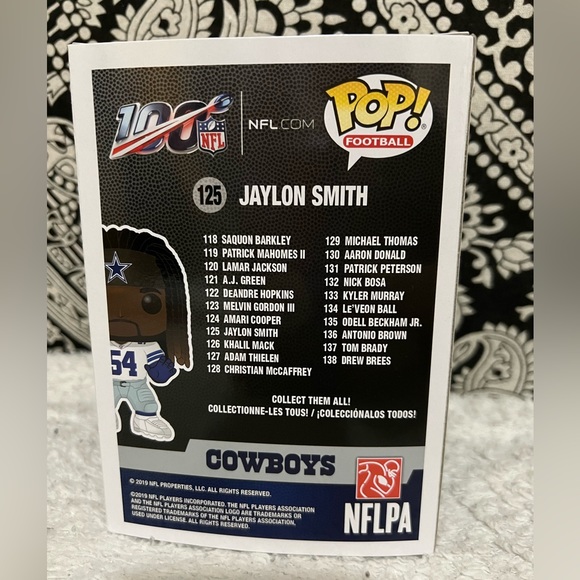 100 NFL | NFL.COM POP!® FOOTBALL
125 JAYLON SMITH
118 SAQUON BARKLEY
119 PATRICK MAHOMES II
120 LAMAR JACKSON
121 A.J. GREEN
122 DEANDRE HOPKINS
123 MELVIN GORDON III
124 AMARI COOPER
125 JAYLON SMITH
126 KHALIL MACK
127 ADAM THIELEN
128 CHRISTIAN McCAFFREY
129 MICHAEL THOMAS
130 AARON DONALD
131 PATRICK PETERSON
132 NICK BOSA
133 KYLER MURRAY
134 LE'VEON BALL
135 ODELL BECKHAM JR.
136 ANTONIO BROWN
137 TOM BRADY
138 DREW BREES
54
COLLECT THEM ALL!
COLLECTIONNE-LES TOUS! / ¡COLECCIÓNALOS TODOS!
COWBOYS
© 2019 NFL PROPERTIES, LLC. ALL RIGHTS RESERVED.
©2019 NFL PLAYERS INCORPORATED. THE NFL PLAYERS ASSOCIATION
AND THE NFL PLAYERS ASSOCIATION LOGO ARE TRADEMARKS OR
REGISTERED TRADEMARKS OF THE NFL PLAYERS ASSOCIATION
USED UNDER LICENSE. ALL RIGHTS RESERVED.
NFLPA